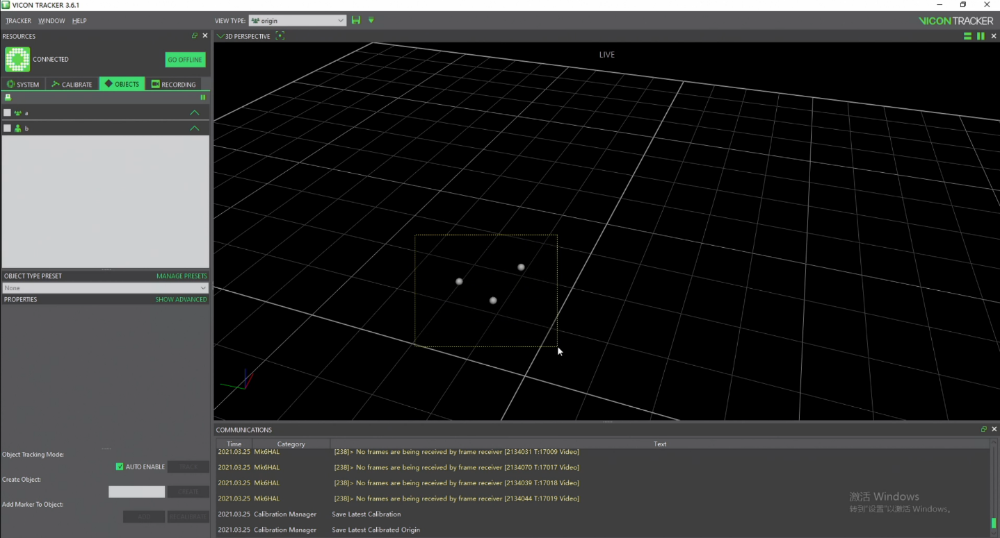 VICON TRACKER 3.6.1
TRACKER WINDOW HELP
VIEW TYPE: origin
VICON TRACKER
RESOURCES
3D PERSPECTIVE
CONNECTED
GO OFFLINE
LIVE
SYSTEM CALIBRATE OBJECTS RECORDING
a
b
OBJECT TYPE PRESET MANAGE PRESETS
None
PROPERTIES SHOW ADVANCED
Object Tracking Mode:
AUTO ENABLE TRACK
Create Object:
CREATE
Add Marker To Object:
ADD RECALIBRATE
COMMUNICATIONS
Time Category Text
2021.03.25 Mk6HAL [238]> No frames are being received by frame receiver [2134031 T:17009 Video]
2021.03.25 Mk6HAL [238]> No frames are being received by frame receiver [2134070 T:17017 Video]
2021.03.25 Mk6HAL [238]> No frames are being received by frame receiver [2134039 T:17018 Video]
2021.03.25 Mk6HAL [238]> No frames are being received by frame receiver [2134044 T:17019 Video]
2021.03.25 Calibration Manager Save Latest Calibration
2021.03.25 Calibration Manager Save Latest Calibrated Origin
激活 Windows
转到"设置"以激活 Windows。